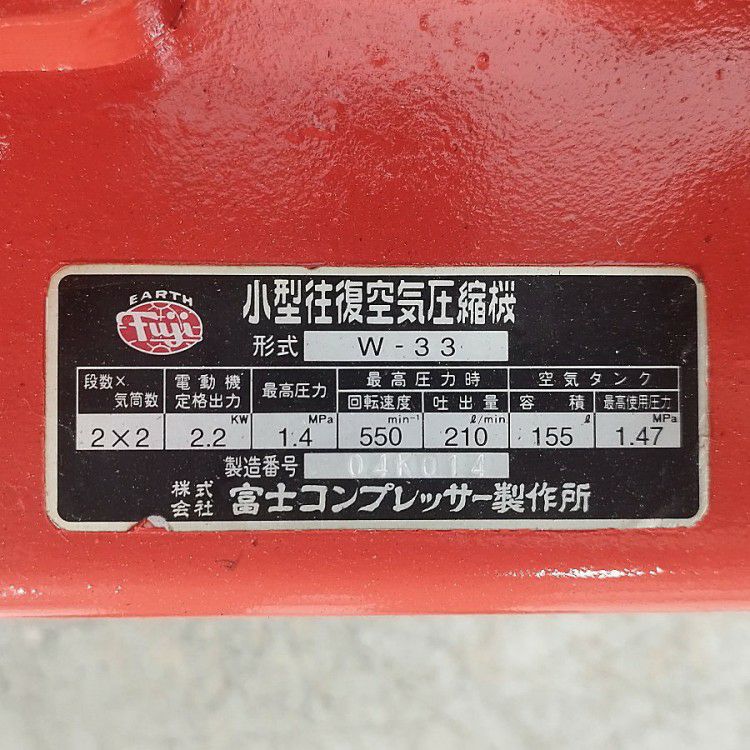 EARTH
Fuji
小型往復空気圧縮機
形式 W-33
段数×気筒数 電動機定格出力 最高圧力 最高圧力時 空気タンク
回転速度 吐出量 容積 最高使用圧力
2×2 2.2 KW 1.4 MPa 550 min⁻¹ 210 ℓ/min 155 ℓ 1.47 MPa
製造番号 04K014
株式会社 富士コンプレッサー製作所